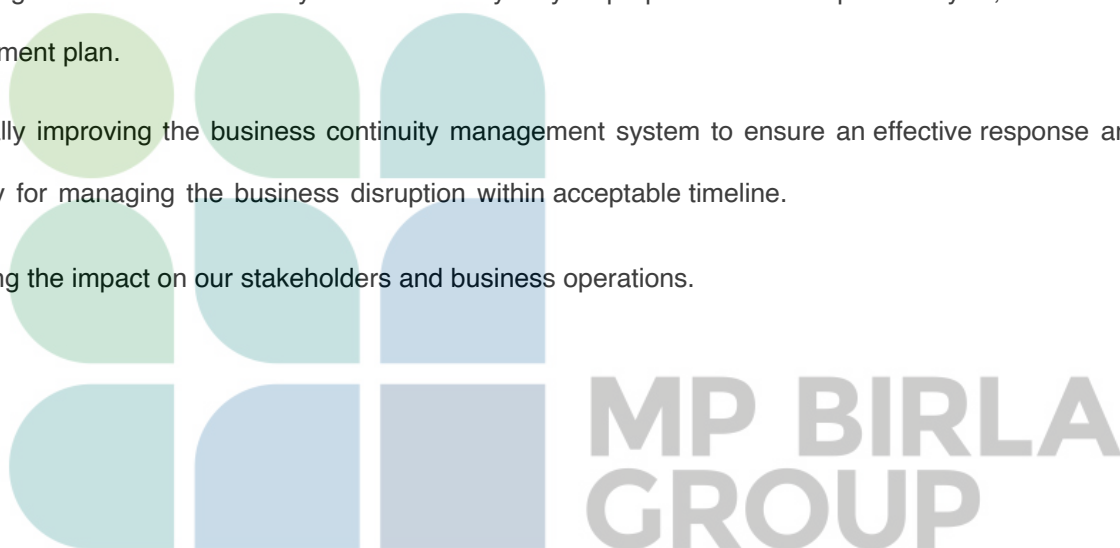 ment plan.
lly improving the business continuity management system to ensure an effective response
y for managing the business disruption within acceptable timeline.
ng the impact on our stakeholders and business operations.
MP BIRLA
GROUP